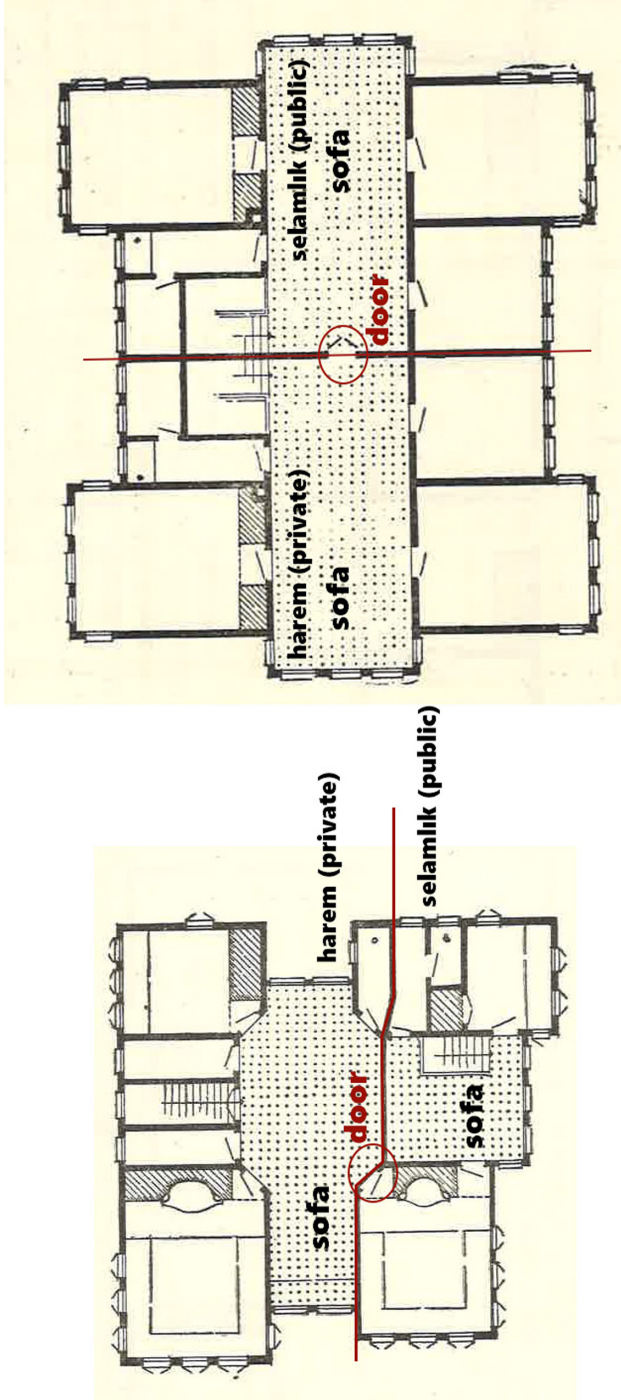 selamlık (public)
sofa
door
harem (private)
sofa
harem (private)
selamlık (public)
door
sofa
sofa